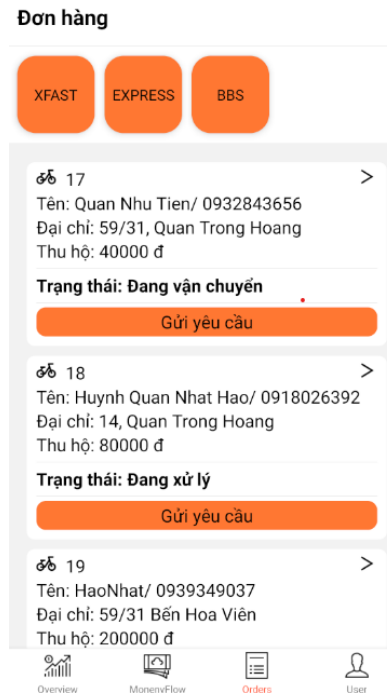 Đơn hàng
XFAST
EXPRESS
BBS
17
>
Tên: Quan Nhu Tien/ 0932843656
Đại chỉ: 59/31, Quan Trong Hoang
Thu hộ: 40000 đ
Trạng thái: Đang vận chuyển
Gửi yêu cầu
18
>
Tên: Huynh Quan Nhat Hao/ 0918026392
Đại chỉ: 14, Quan Trong Hoang
Thu hộ: 80000 đ
Trạng thái: Đang xử lý
Gửi yêu cầu
19
>
Tên: HaoNhat/ 0939349037
Đại chỉ: 59/31 Bến Hoa Viên
Thu hộ: 200000 đ
Overview
MoneyFlow
Orders
User